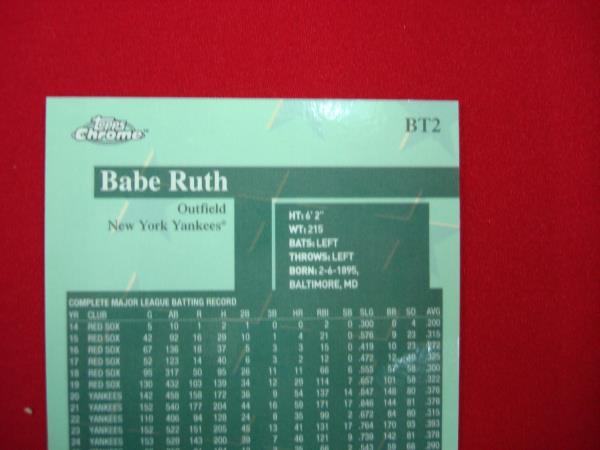 Topps
Chrome™
BT2
Babe Ruth
Outfield
New York Yankees®
HT: 6' 2"
WT: 215
BATS: LEFT
THROWS: LEFT
BORN: 2-6-1895,
BALTIMORE, MD
COMPLETE MAJOR LEAGUE BATTING RECORD
YR CLUB G AB R H 2B 3B HR RBI SB SLG BB SO AVG
14 RED SOX 5 10 1 2 1 0 0 2 0 .300 0 4 .200
15 RED SOX 42 92 16 29 10 1 4 21 0 .576 9 23 .315
16 RED SOX 67 136 18 37 5 3 3 15 0 .419 10 23 .272
17 RED SOX 52 123 14 40 6 3 2 12 0 .472 12 .325
18 RED SOX 95 317 50 95 26 11 11 66 6 .555 58 .300
19 RED SOX 130 432 103 139 34 12 29 114 7 .657 101 58 .322
20 YANKEES 142 458 158 172 36 9 54 137 14 .847 148 80 .376
21 YANKEES 152 540 177 204 44 16 59 171 17 .846 144 81 .378
22 YANKEES 110 406 94 128 24 8 35 99 2 .672 84 80 .315
23 YANKEES 152 522 151 205 45 13 41 131 17 .764 170 93 .393
24 YANKEES 153 529 143 200 39 7 46 121 9 .739 142 81 .378
.543 59 68 .290